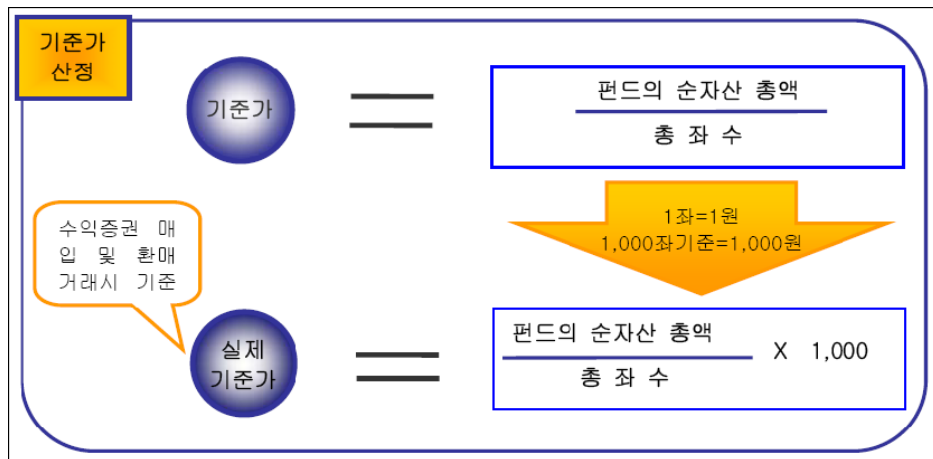 기준가
산정
기준가
펀드의 순자산 총액
총 좌 수
1좌=1원
1,000좌기준=1,000원
수익증권 매
입 및 환매
거래시 기준
실제
기준가
펀드의 순자산 총액
X 1,000
총 좌 수